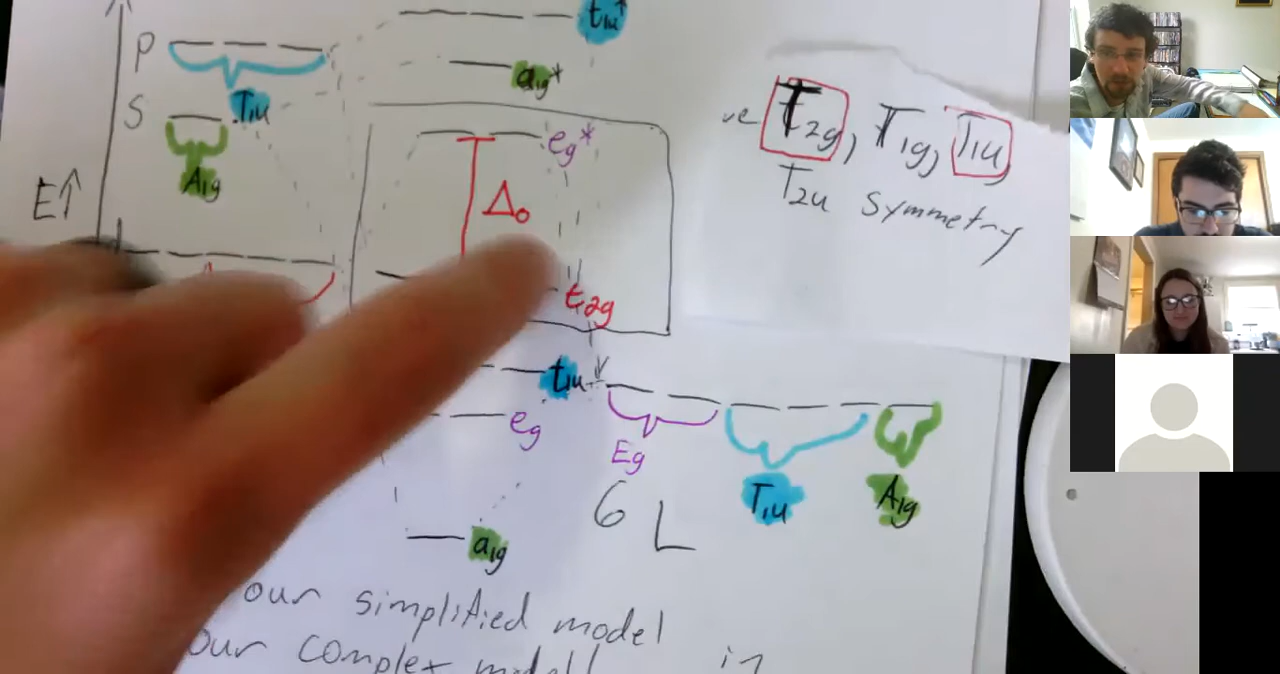 t1u*
P
a1g*
T1u
S
eg*
A1g
T2g, T1g, T1u,
T2u symmetry
E↑
Δo
t2g
t1u
eg
Eg
T1u
A1g
6 L
a1g
our simplified model
our complex model